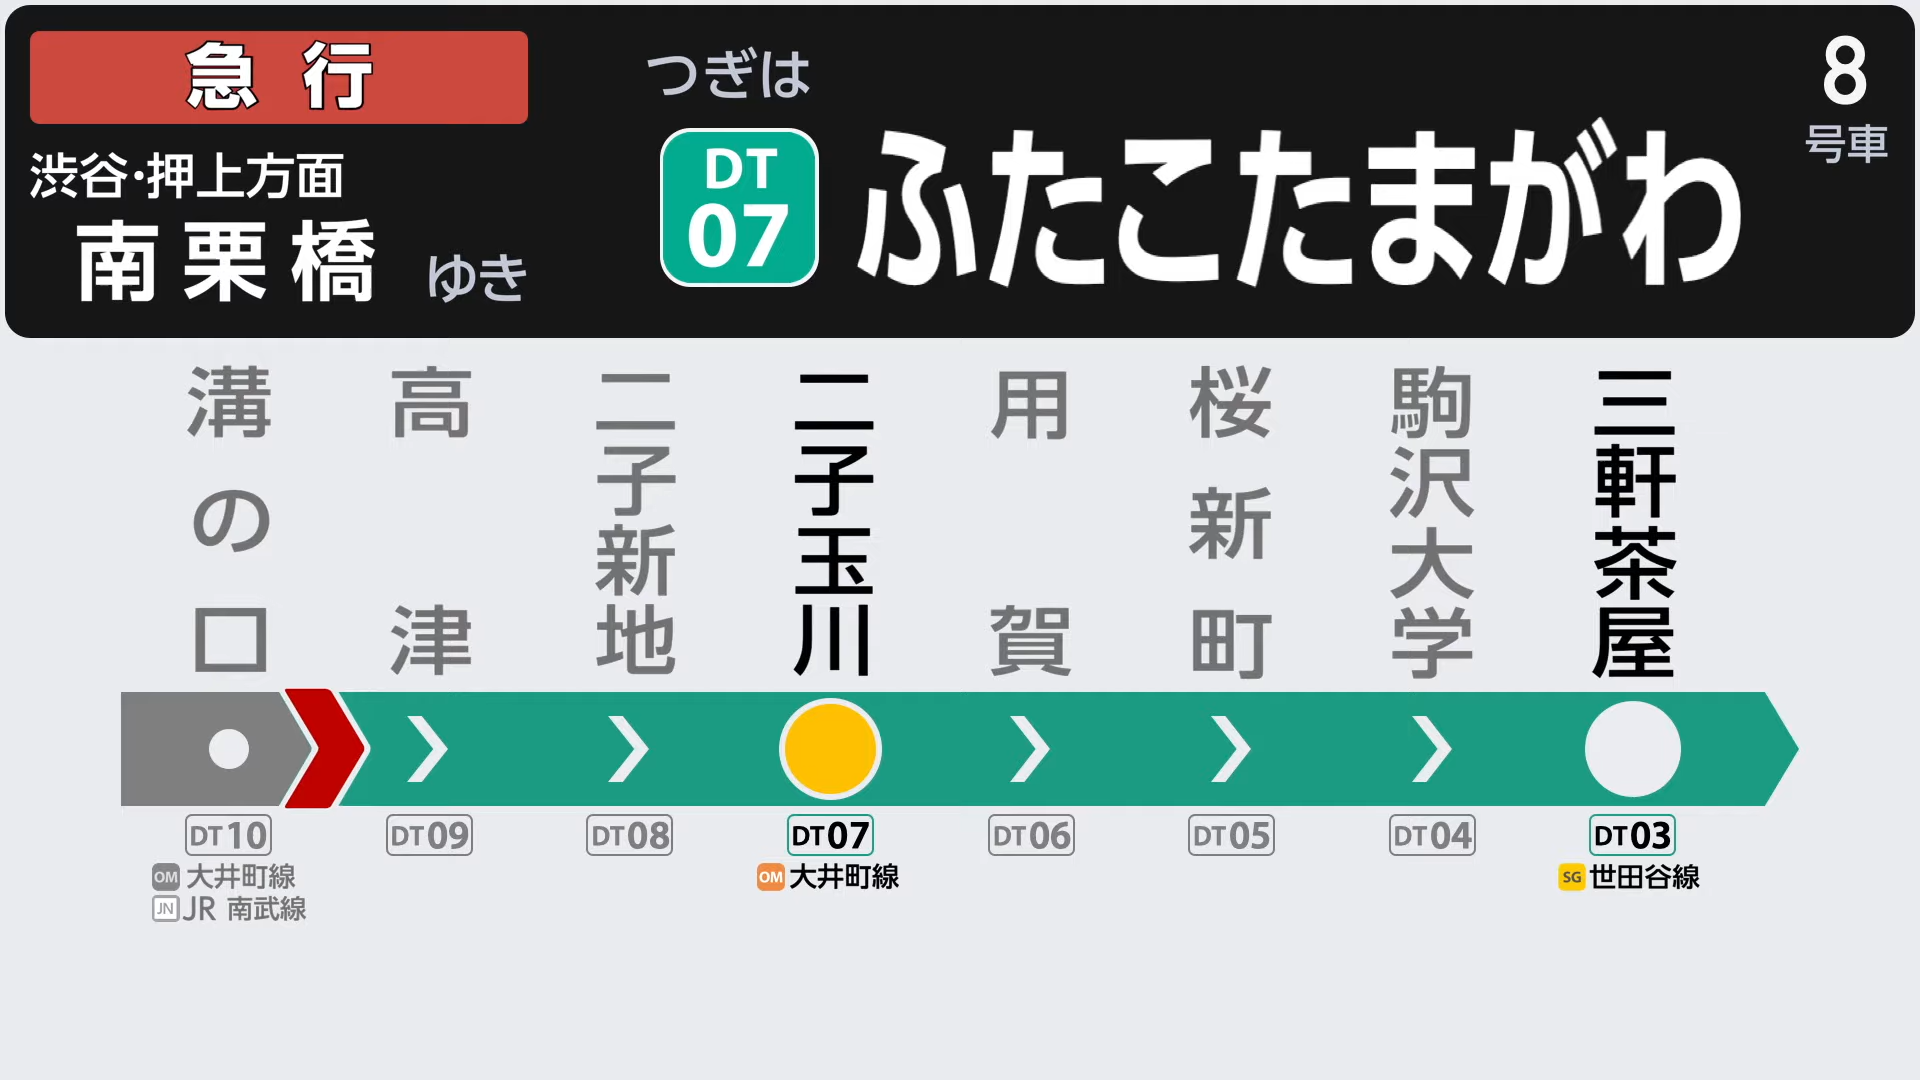 急行
つぎは
8
号車
渋谷・押上方面
南栗橋 ゆき
DT
07
ふたこたまがわ
溝の口
高津
二子新地
二子玉川
用賀
桜新町
駒沢大学
三軒茶屋
DT10
DT09
DT08
DT07
DT06
DT05
DT04
DT03
OM 大井町線
JN JR 南武線
OM 大井町線
SG 世田谷線